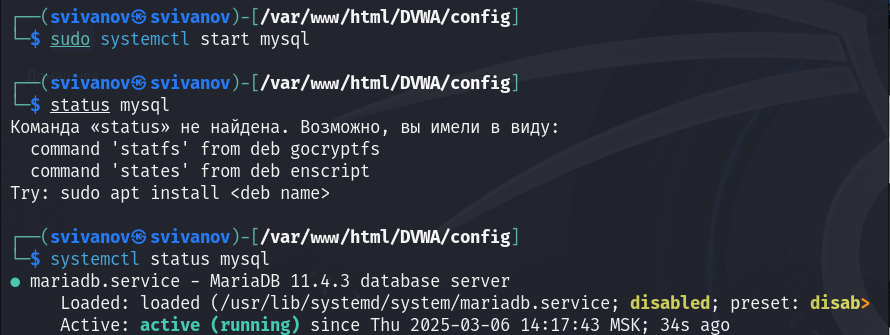 ┌──(svivanov㉿svivanov)-[/var/www/html/DVWA/config]
└─$ sudo systemctl start mysql
┌──(svivanov㉿svivanov)-[/var/www/html/DVWA/config]
└─$ status mysql
Команда «status» не найдена. Возможно, вы имели в виду:
  command 'statfs' from deb gocryptfs
  command 'states' from deb enscript
Try: sudo apt install <deb name>
┌──(svivanov㉿svivanov)-[/var/www/html/DVWA/config]
└─$ systemctl status mysql
● mariadb.service - MariaDB 11.4.3 database server
     Loaded: loaded (/usr/lib/systemd/system/mariadb.service; disabled; preset: disab>
     Active: active (running) since Thu 2025-03-06 14:17:43 MSK; 34s ago